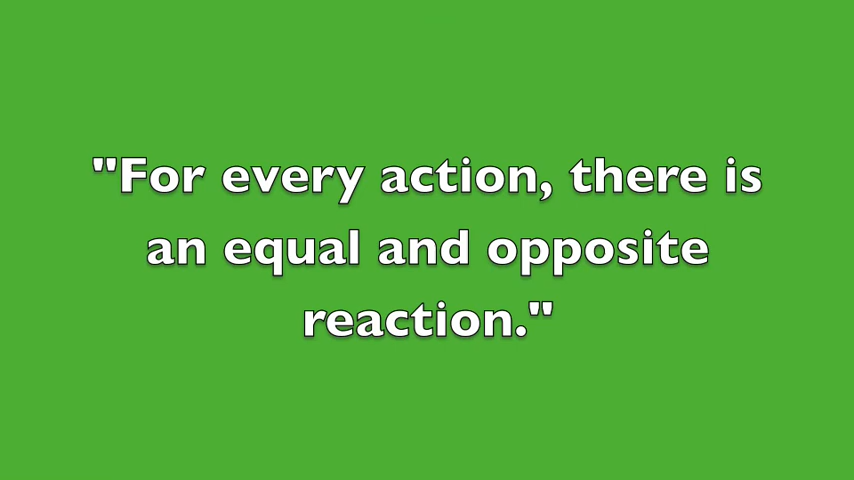 "For every action, there is
an equal and opposite
reaction."